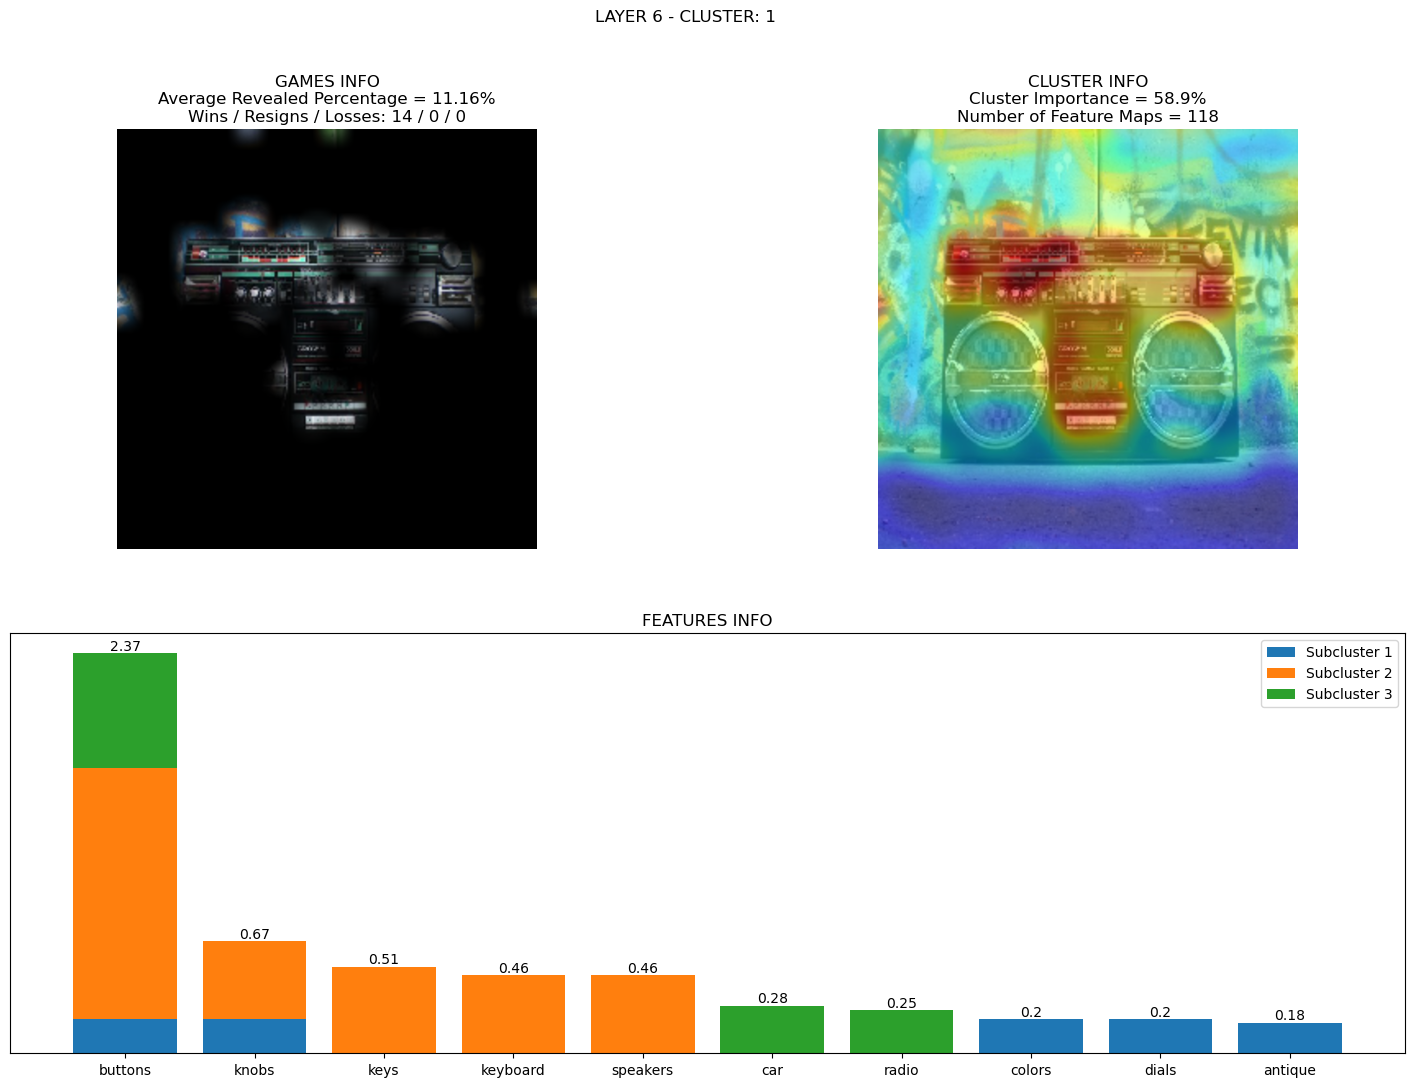 LAYER 6 - CLUSTER: 1
GAMES INFO
Average Revealed Percentage = 11.16%
Wins / Resigns / Losses: 14 / 0 / 0
CLUSTER INFO
Cluster Importance = 58.9%
Number of Feature Maps = 118
EVIN
ECH
FEATURES INFO
Subcluster 1
Subcluster 2
Subcluster 3
2.37
0.67
0.51
0.46
0.46
0.28
0.25
0.2
0.2
0.18
buttons
knobs
keys
keyboard
speakers
car
radio
colors
dials
antique